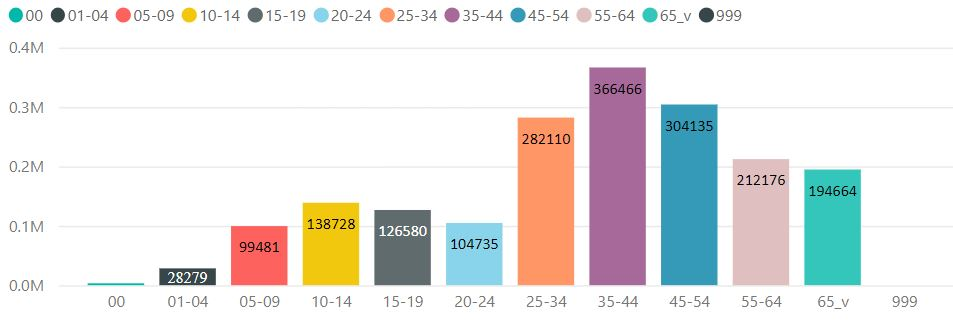 00 01-04 05-09 10-14 15-19 20-24 25-34 35-44 45-54 55-64 65_v 999
0.4M
0.3M
0.2M
0.1M
0.0M
28279
99481
138728
126580
104735
282110
366466
304135
212176
194664
00 01-04 05-09 10-14 15-19 20-24 25-34 35-44 45-54 55-64 65_v 999